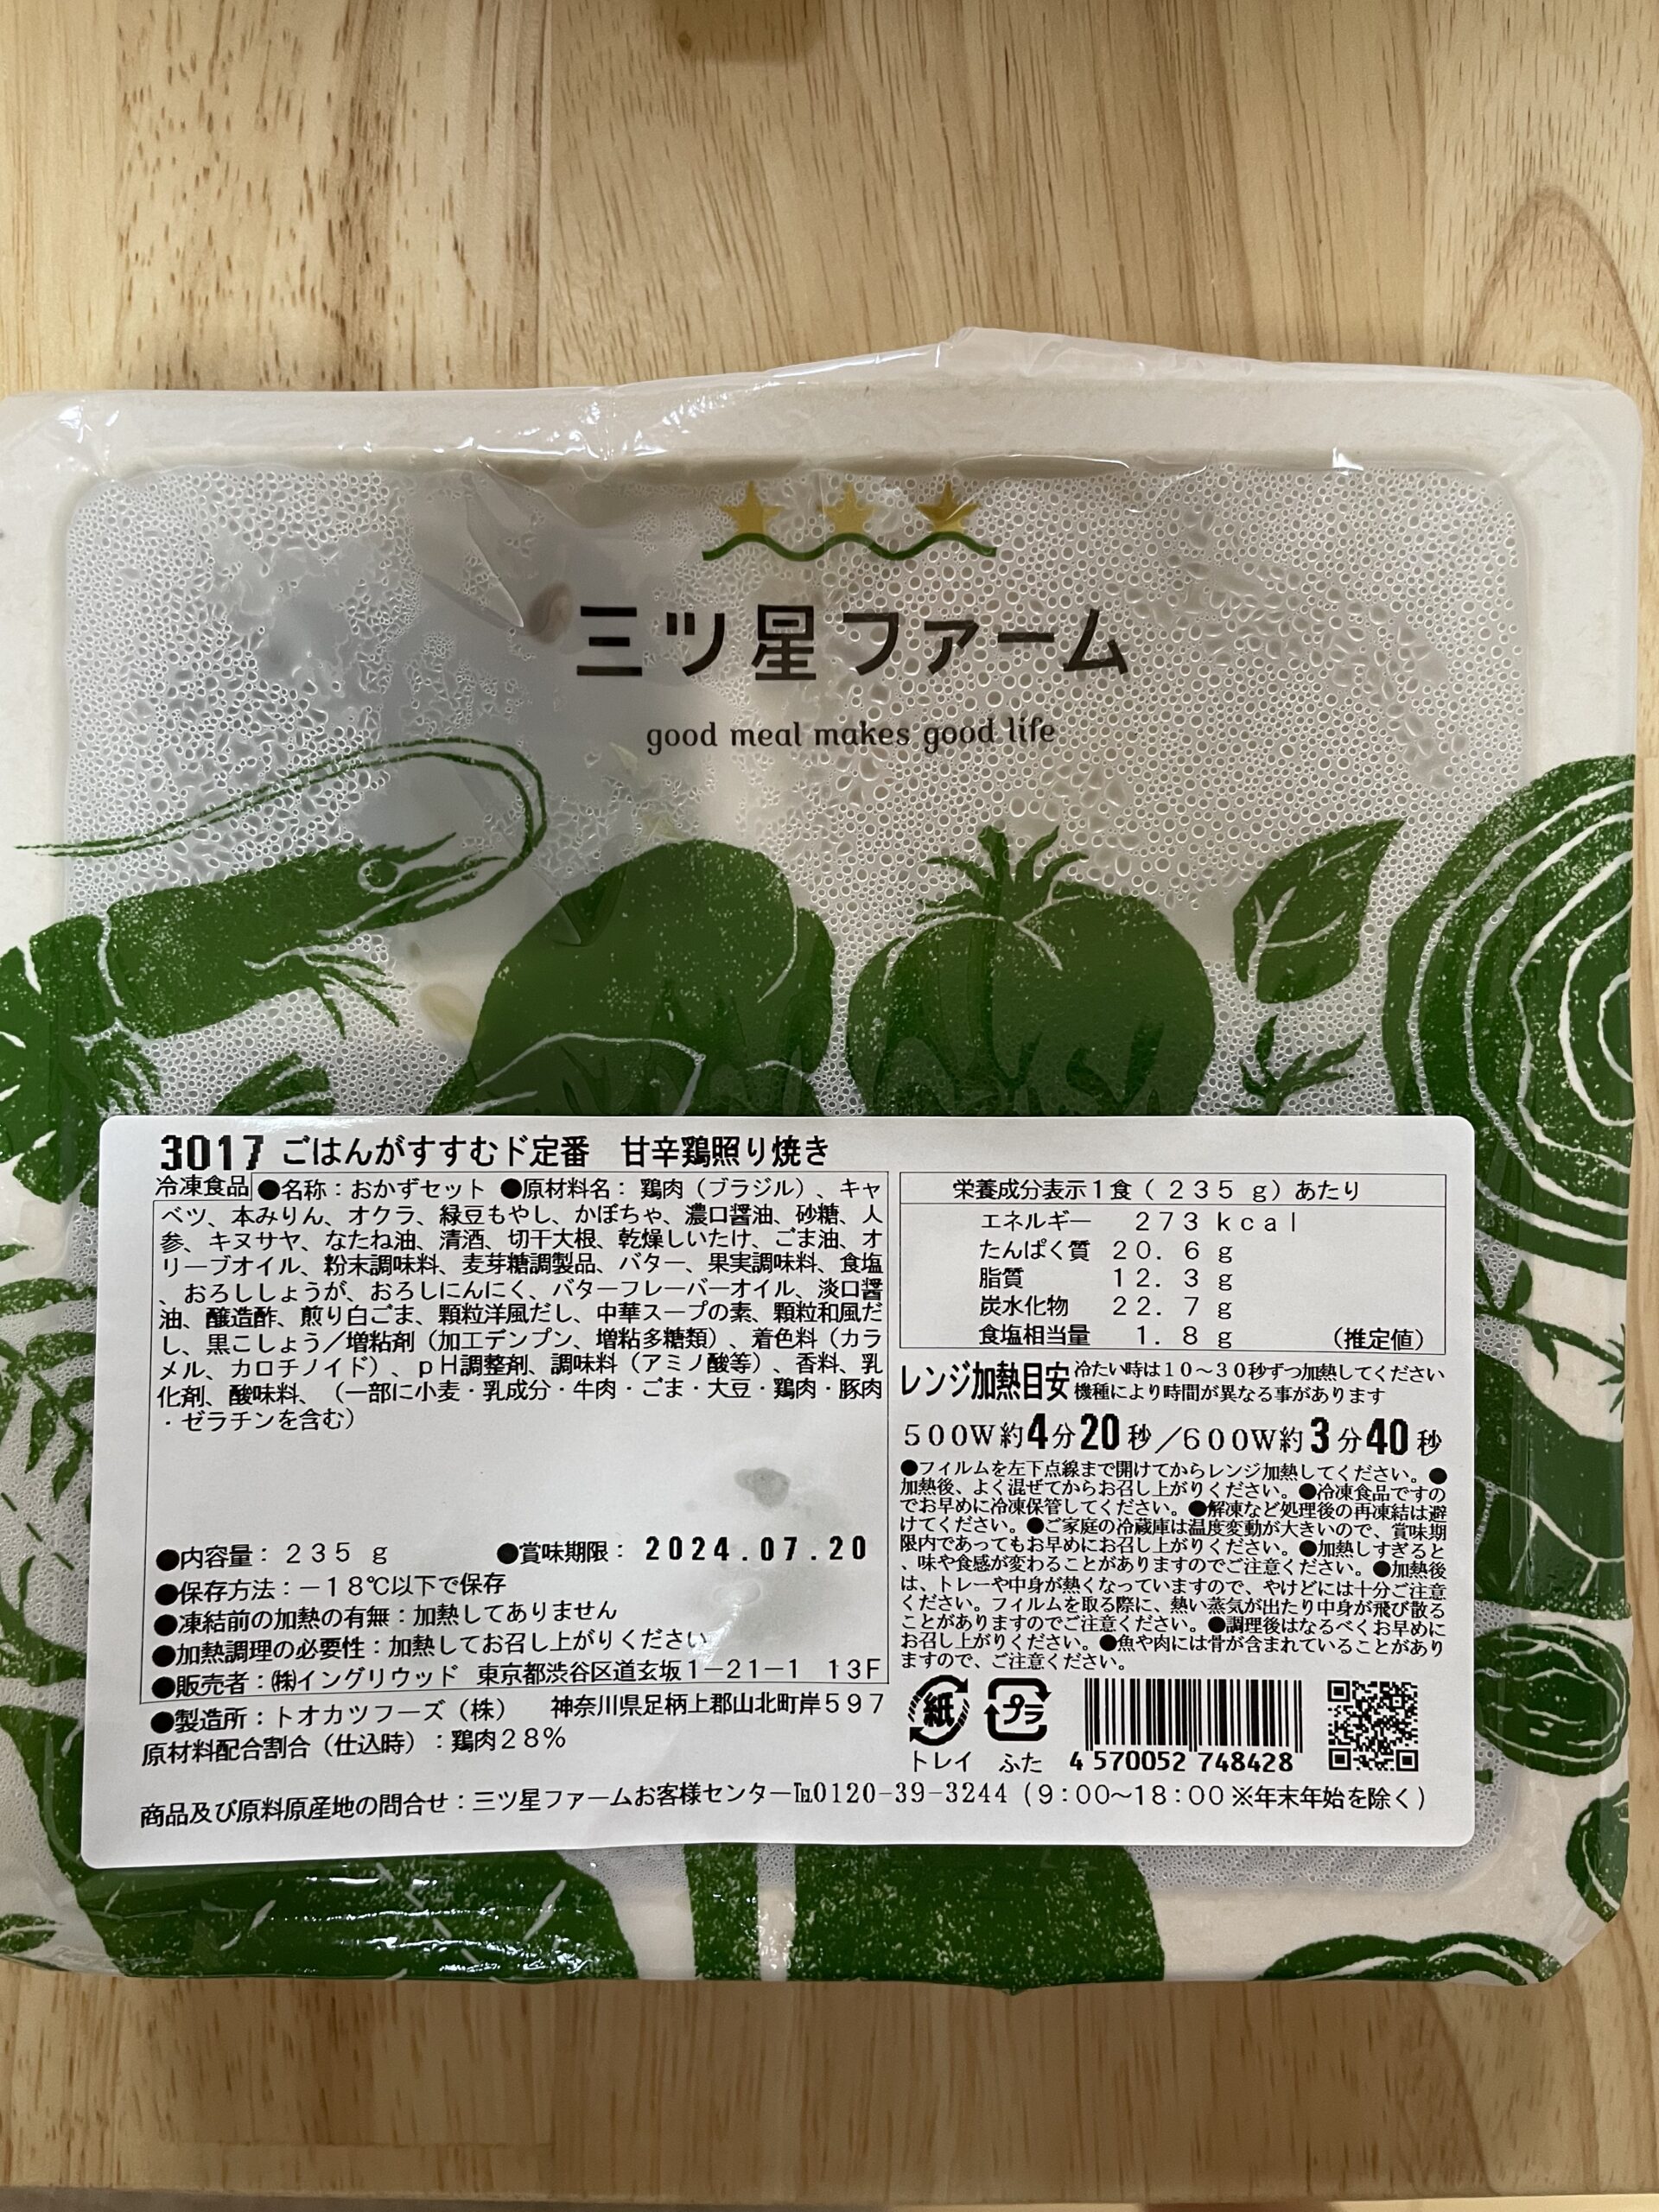 三ツ星ファーム
good meal makes good life
3017 ごはんがすすむド定番 甘辛鶏照り焼き
冷凍食品 ●名称：おかずセット ●原材料名：鶏肉（ブラジル）、キャ
ベツ、本みりん、オクラ、緑豆もやし、かぼちゃ、濃口醤油、砂糖、人
参、キヌサヤ、なたね油、清酒、切干大根、乾燥しいたけ、ごま油、オ
リーブオイル、粉末調味料、麦芽糖調製品、バター、果実調味料、食塩
、おろししょうが、おろしにんにく、バターフレーバーオイル、淡口醤
油、醸造酢、煎り白ごま、顆粒洋風だし、中華スープの素、顆粒和風だ
し、黒こしょう／増粘剤（加工デンプン、増粘多糖類）、着色料（カラ
メル、カロチノイド）、ｐＨ調整剤、調味料（アミノ酸等）、香料、乳
化剤、酸味料、（一部に小麦・乳成分・牛肉・ごま・大豆・鶏肉・豚肉
・ゼラチンを含む）
●内容量：２３５ ｇ ●賞味期限：2024.07.20
●保存方法：－１８℃以下で保存
●凍結前の加熱の有無：加熱してありません
●加熱調理の必要性：加熱してお召し上がりください
●販売者：㈱イングリウッド 東京都渋谷区道玄坂１－２１－１ １３Ｆ
●製造所：トオカツフーズ（株） 神奈川県足柄上郡山北町岸５９７
原材料配合割合（仕込時）：鶏肉２８％
栄養成分表示１食（２３５ ｇ）あたり
エネルギー ２７３ｋｃａｌ
たんぱく質 ２０．６ｇ
脂質 １２．３ｇ
炭水化物 ２２．７ｇ
食塩相当量 １．８ｇ （推定値）
レンジ加熱目安 冷たい時は１０～３０秒ずつ加熱してください
機種により時間が異なる事があります
５００Ｗ約4分20秒／６００Ｗ約3分40秒
●フィルムを左下点線まで開けてからレンジ加熱してください。●
加熱後、よく混ぜてからお召し上がりください。●冷凍食品ですの
でお早めに冷凍保管してください。●解凍など処理後の再凍結は避
けてください。●ご家庭の冷蔵庫は温度変動が大きいので、賞味期
限内であってもお早めにお召し上がりください。●加熱しすぎると
、味や食感が変わることがありますのでご注意ください。●加熱後
は、トレーや中身が熱くなっていますので、やけどには十分ご注意
ください。フィルムを取る際に、熱い蒸気が出たり中身が飛び散る
ことがありますのでご注意ください。●調理後はなるべくお早めに
お召し上がりください。●魚や肉には骨が含まれていることがあり
ますので、ご注意ください。
紙 プラ
トレイ ふた 4 570052 748428
商品及び原料原産地の問合せ：三ツ星ファームお客様センター℡0120-39-3244（９：００～１８：００※年末年始を除く）